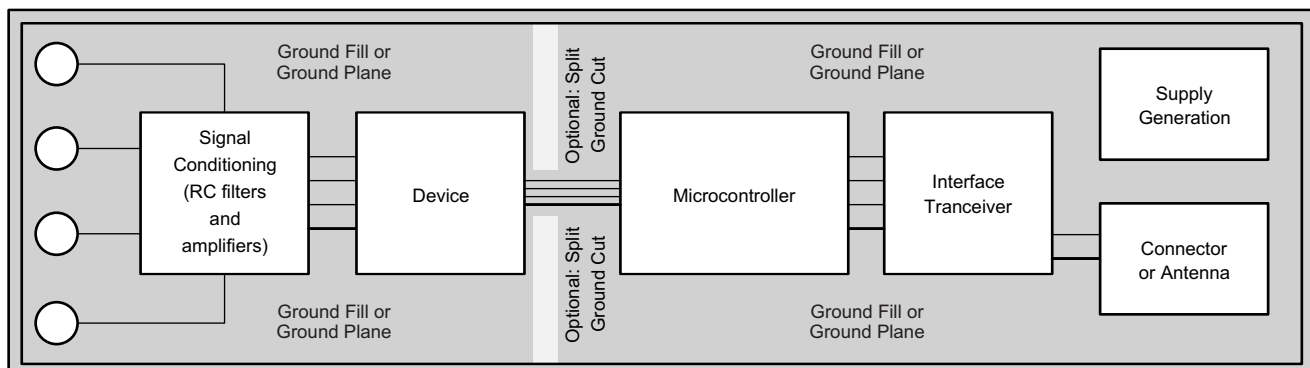 Ground Fill or
Ground Plane
Optional: Split
Ground Cut
Ground Fill or
Ground Plane
Supply
Generation
Signal
Conditioning
(RC filters
and
amplifiers)
Device
Microcontroller
Interface
Tranceiver
Connector
or Antenna
Ground Fill or
Ground Plane
Optional: Split
Ground Cut
Ground Fill or
Ground Plane